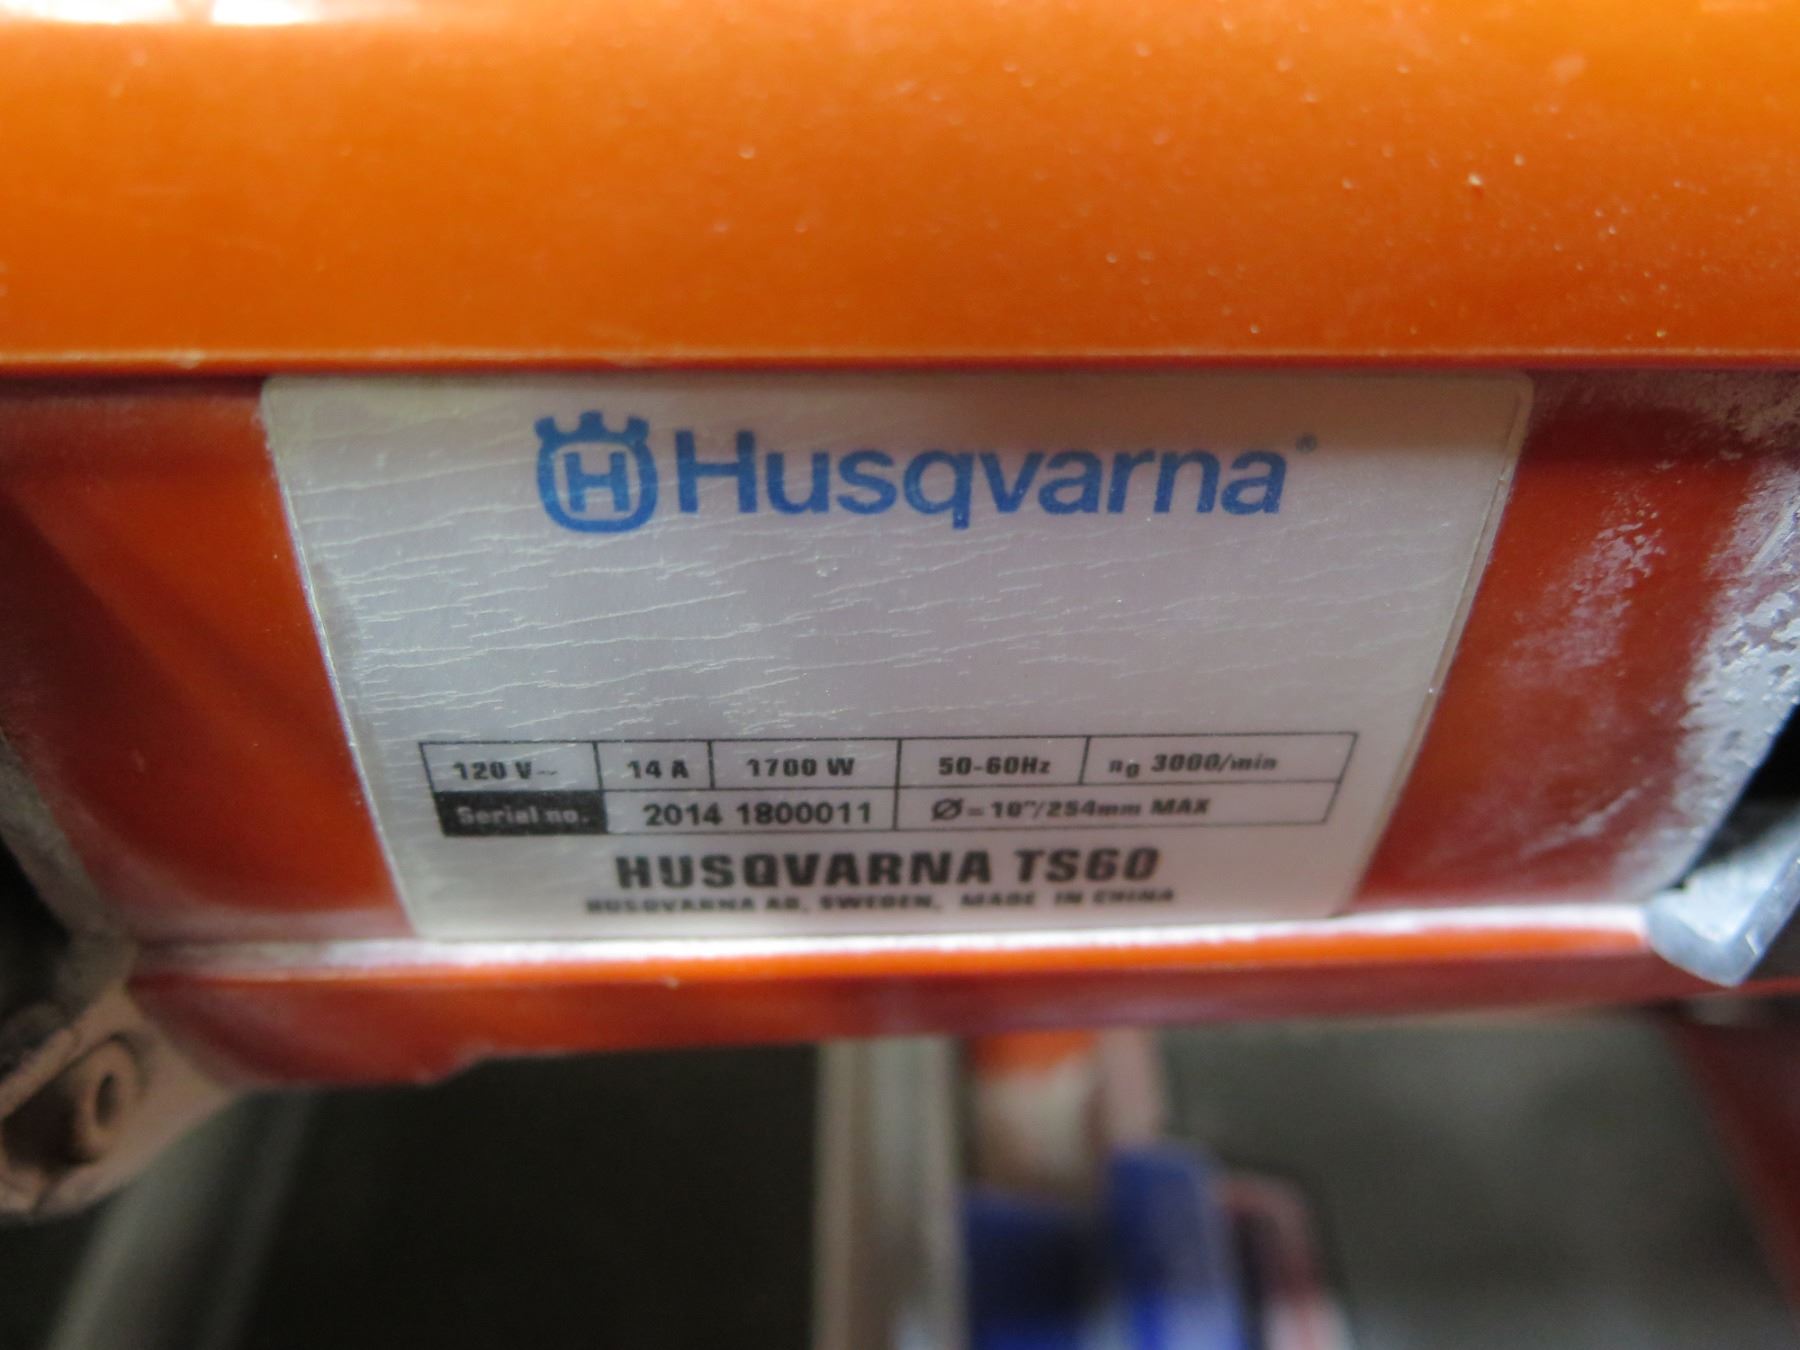 H Husqvarna®
120 V~ 14 A 1700 W 50-60Hz n₀ 3000/min
Serial no. 2014 1800011 Ø=10"/254mm MAX
HUSQVARNA TS60
HUSQVARNA AB, SWEDEN, MADE IN CHINA